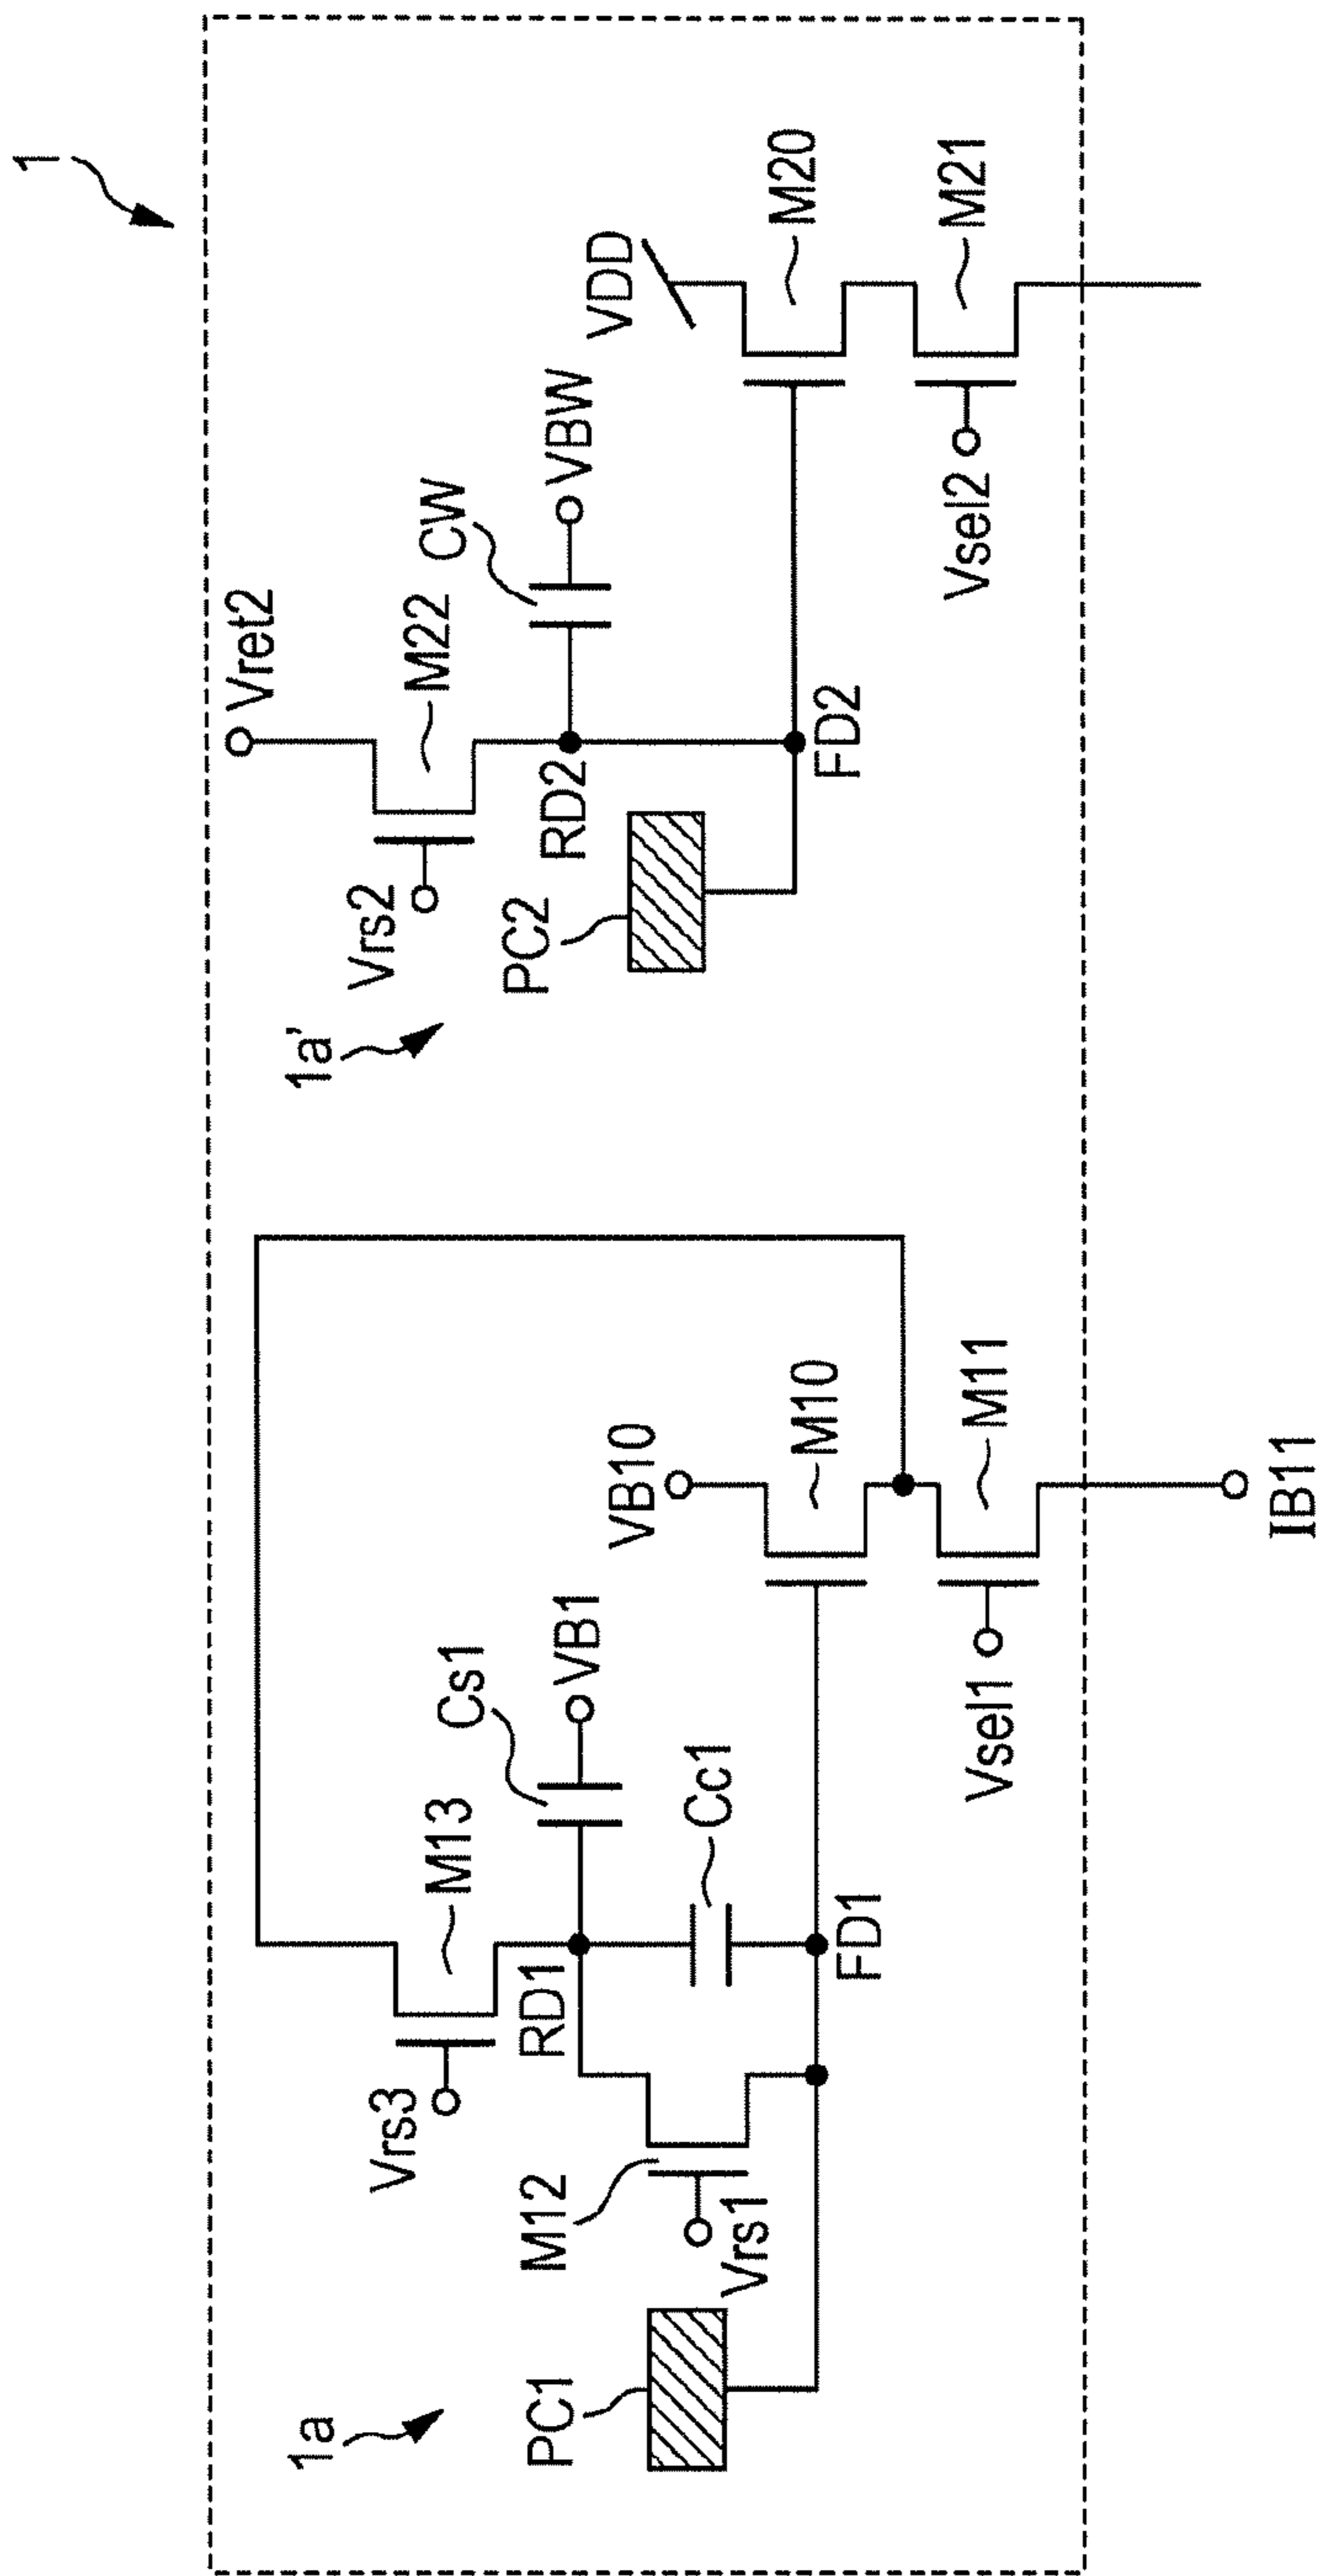 1
1a
Vrs3
M13
RD1
Cs1
VB1
M12
Vrs1
PC1
Cc1
FD1
VB10
M10
M11
Vsel1
IB11
1a'
Vret2
Vrs2
M22
CW
RD2
VBW
PC2
FD2
VDD
M20
M21
Vsel2